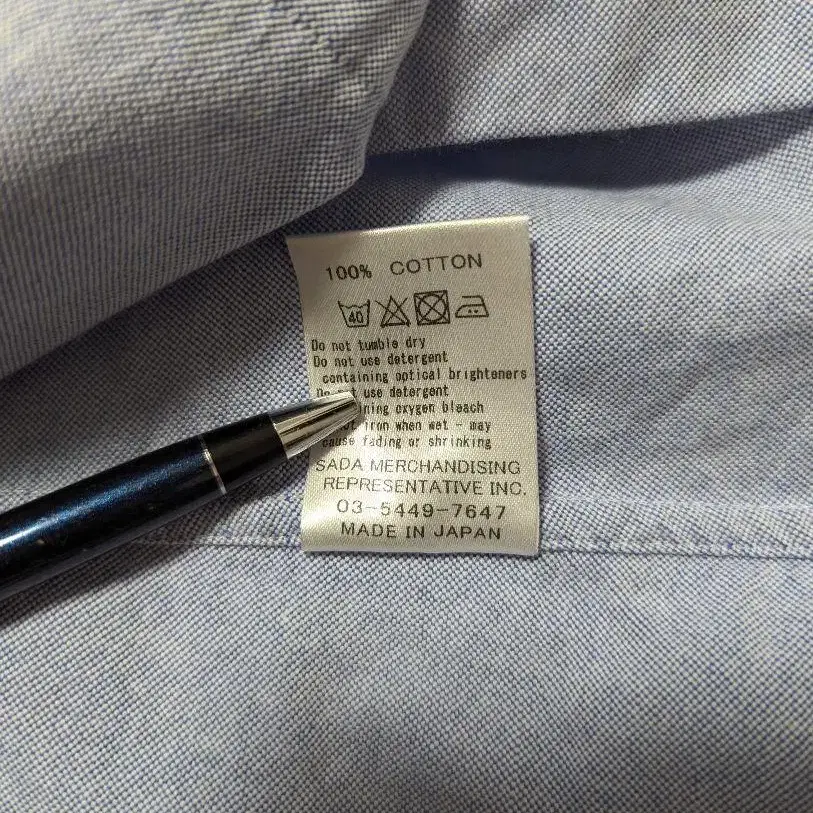 100% COTTON
40
Do not tumble dry
Do not use detergent
containing optical brighteners
Do use detergent
oxygen bleach
iron when wet - may
cause fading or shrinking
SADA MERCHANDISING
REPRESENTATIVE INC.
03-5449-7647
MADE IN JAPAN